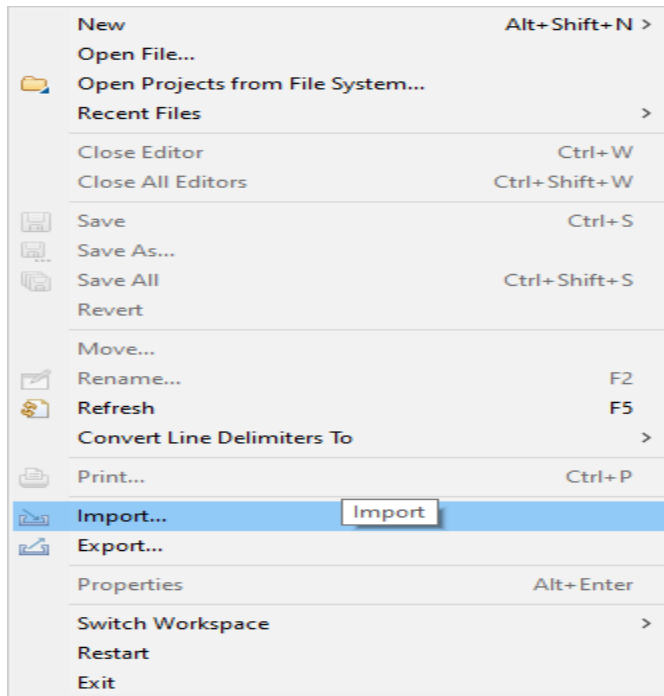 New Alt+Shift+N >
Open File...
Open Projects from File System...
Recent Files >
Close Editor Ctrl+W
Close All Editors Ctrl+Shift+W
Save Ctrl+S
Save As...
Save All Ctrl+Shift+S
Revert
Move...
Rename... F2
Refresh F5
Convert Line Delimiters To >
Print... Ctrl+P
Import... Import
Export...
Properties Alt+Enter
Switch Workspace >
Restart
Exit